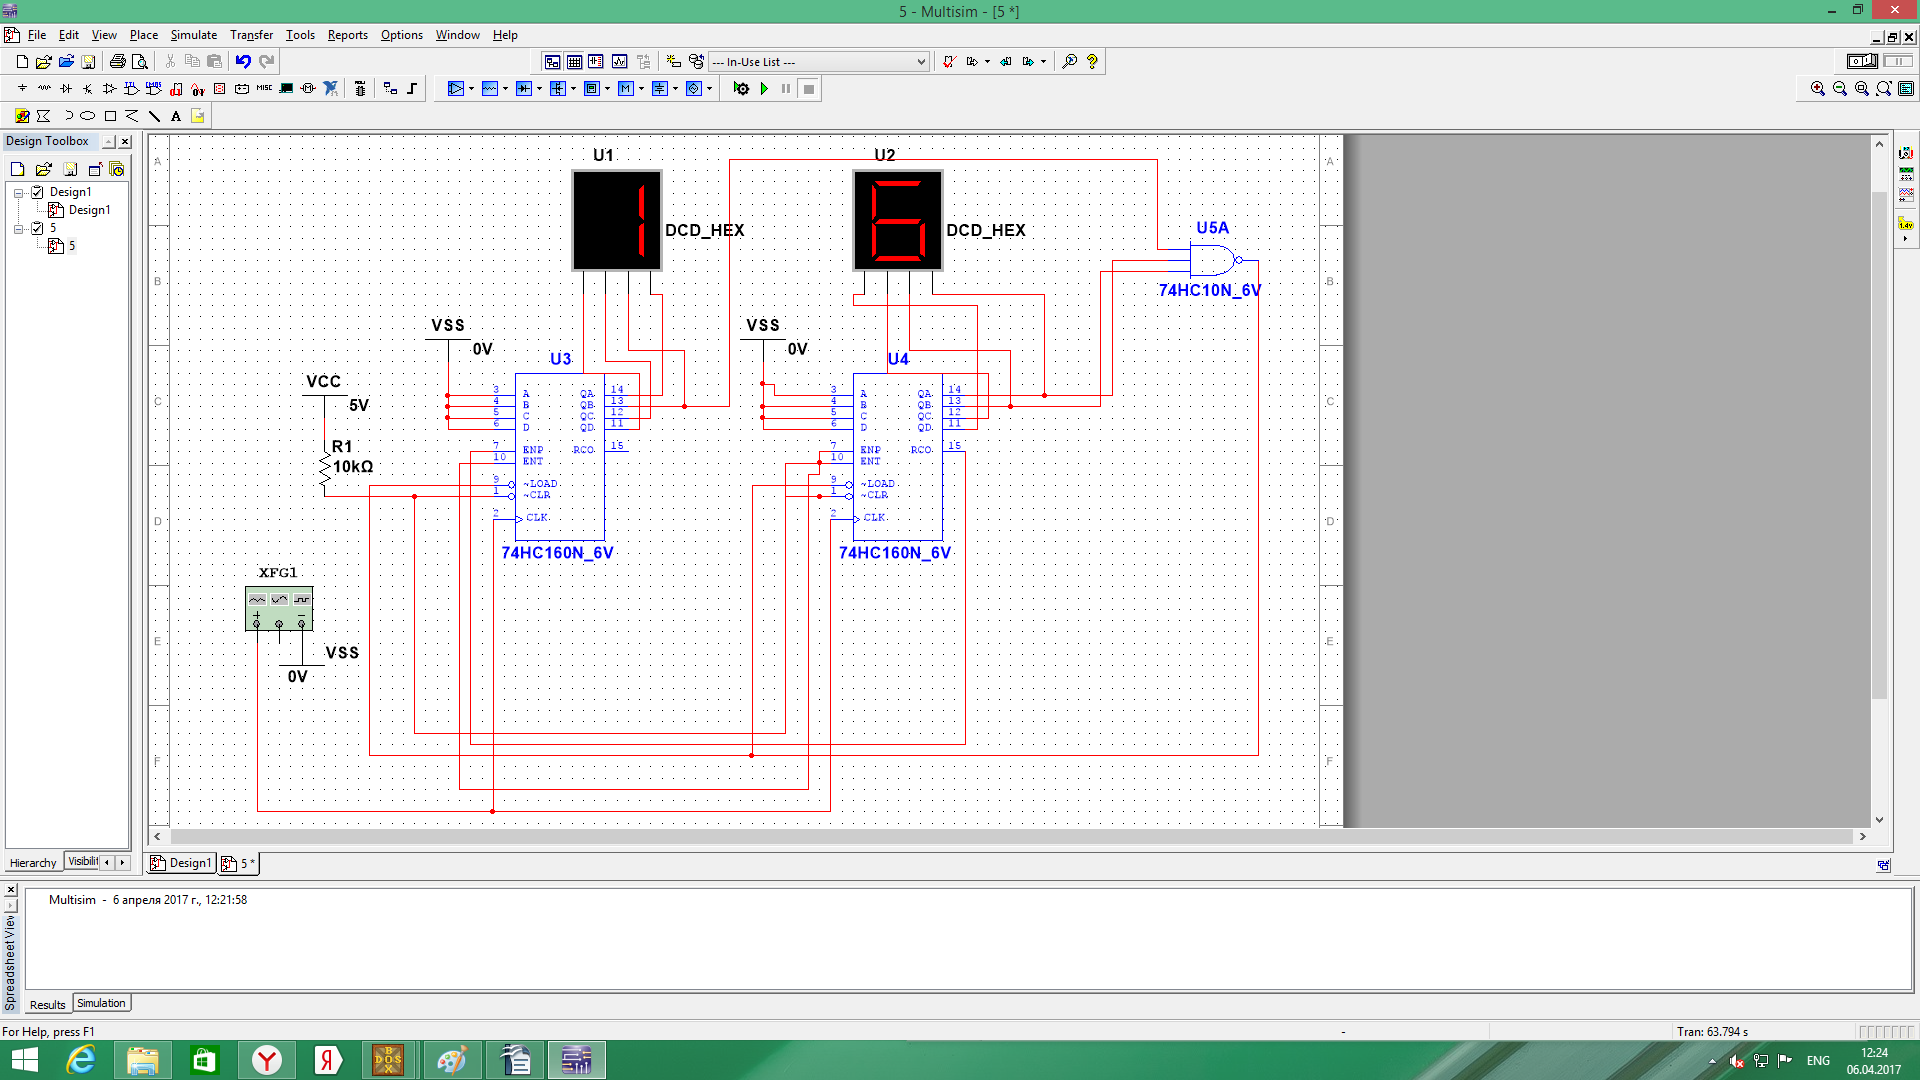 5 - Multisim - [5 *]
File Edit View Place Simulate Transfer Tools Reports Options Window Help
--- In-Use List ---
MISC
A
Design Toolbox
Design1
Design1
5
5
Hierarchy Visibilit
A
B
C
D
E
F
A
B
C
D
E
F
U1
DCD_HEX
1
U2
DCD_HEX
6
U5A
74HC10N_6V
VSS
0V
VSS
0V
VCC
5V
R1
10kΩ
U3
3 A QA 14
4 B QB 13
5 C QC 12
6 D QD 11
7 ENP RCO 15
10 ENT
9 ~LOAD
1 ~CLR
2 CLK
74HC160N_6V
U4
3 A QA 14
4 B QB 13
5 C QC 12
6 D QD 11
7 ENP RCO 15
10 ENT
9 ~LOAD
1 ~CLR
2 CLK
74HC160N_6V
XFG1
+ −
VSS
0V
Design1 5 *
Spreadsheet View
Multisim - 6 апреля 2017 г., 12:21:58
Results Simulation
For Help, press F1
-
Tran: 63.794 s
ENG
12:24
06.04.2017